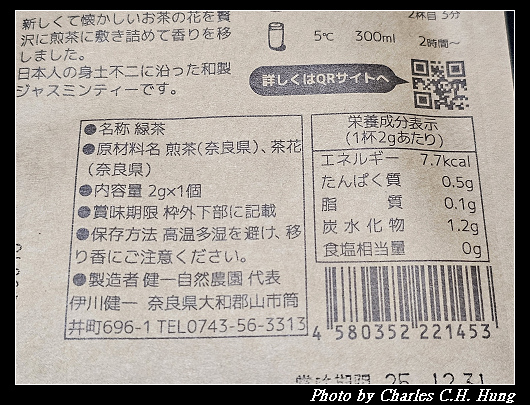 新しくて懐かしいお茶の花を贅
沢に煎茶に敷き詰めて香りを移
しました。
日本人の身土不二に沿った和製
ジャスミンティーです。
2杯目 5分
5℃ 300ml 2時間〜
詳しくはQRサイトへ
●名称 緑茶
●原材料名 煎茶(奈良県)、茶花
(奈良県)
●内容量 2g×1個
●賞味期限 枠外下部に記載
●保存方法 高温多湿を避け、移
り香にご注意ください。
●製造者 健一自然農園 代表
伊川健一 奈良県大和郡山市筒
井町696-1 TEL0743-56-3313
栄養成分表示
(1杯2gあたり)
エネルギー 7.7kcal
たんぱく質 0.5g
脂質 0.1g
炭水化物 1.2g
食塩相当量 0g
4 580352 221453
賞味期限 25.12.31
Photo by Charles C.H. Hung